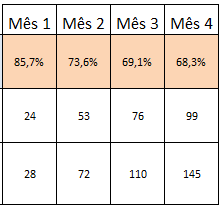 Mês 1 Mês 2 Mês 3 Mês 4
85,7% 73,6% 69,1% 68,3%
24 53 76 99
28 72 110 145